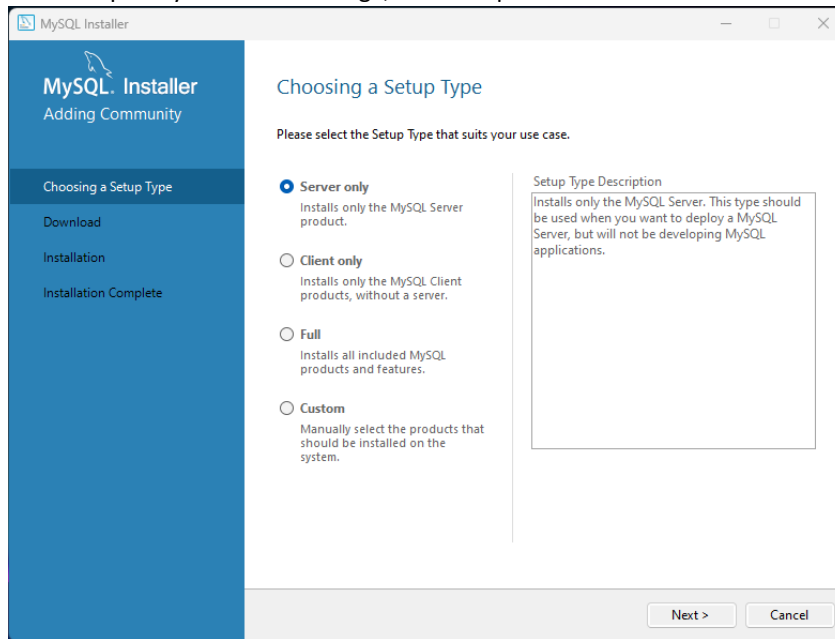 MySQL Installer
MySQL. Installer
Adding Community
Choosing a Setup Type
Download
Installation
Installation Complete
Choosing a Setup Type
Please select the Setup Type that suits your use case.
Server only
Installs only the MySQL Server
product.
Client only
Installs only the MySQL Client
products, without a server.
Full
Installs all included MySQL
products and features.
Custom
Manually select the products that
should be installed on the
system.
Setup Type Description
Installs only the MySQL Server. This type should
be used when you want to deploy a MySQL
Server, but will not be developing MySQL
applications.
Next >
Cancel